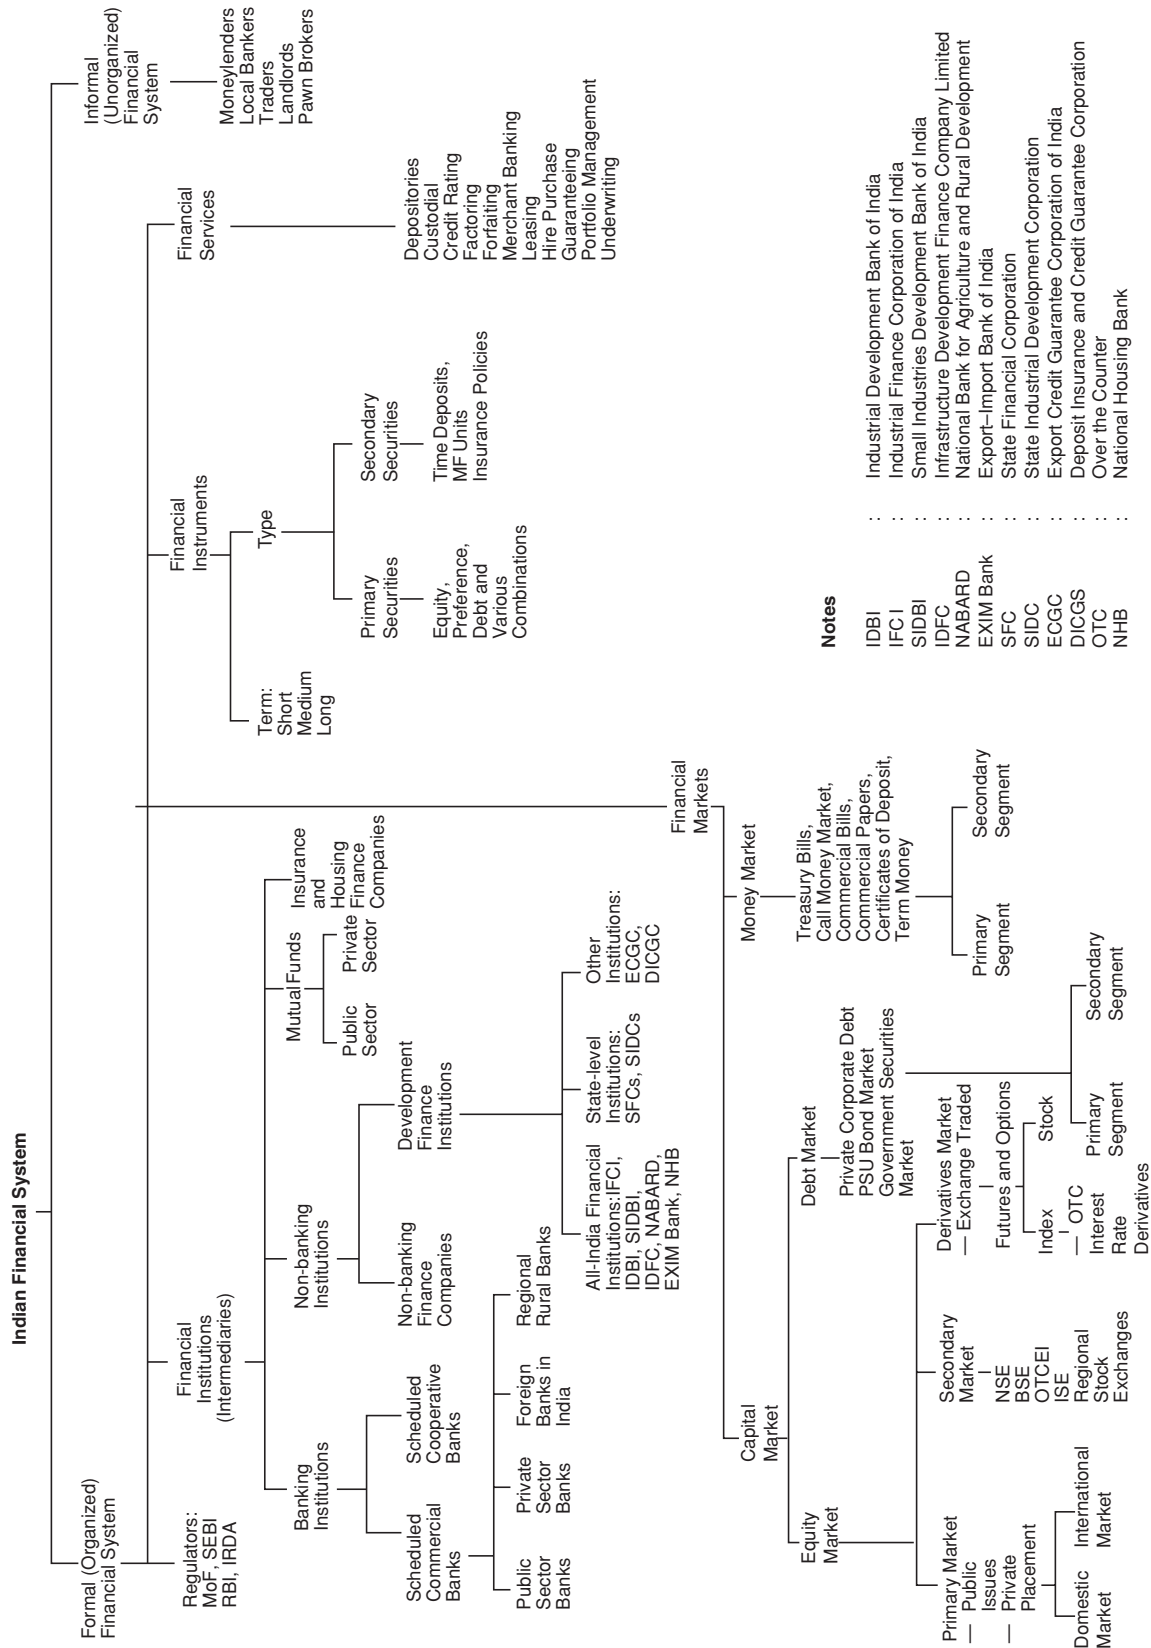 Indian Financial System
Formal (Organized)
Financial System
Informal
(Unorganized)
Financial
System
Moneylenders
Local Bankers
Traders
Landlords
Pawn Brokers
Regulators:
MoF, SEBI
RBI, IRDA
Financial
Institutions
(Intermediaries)
Financial
Instruments
Financial
Services
Banking
Institutions
Non-banking
Institutions
Mutual Funds
Insurance
and
Housing
Finance
Companies
Public
Sector
Private
Sector
Scheduled
Commercial
Banks
Scheduled
Cooperative
Banks
Non-banking
Finance
Companies
Development
Finance
Institutions
Public
Sector
Banks
Private
Sector
Banks
Foreign
Banks in
India
Regional
Rural Banks
All-India Financial
Institutions:IFCI,
IDBI, SIDBI,
IDFC, NABARD,
EXIM Bank, NHB
State-level
Institutions:
SFCs, SIDCs
Other
Institutions:
ECGC,
DICGC
Term:
Short
Medium
Long
Type
Primary
Securities
Secondary
Securities
Equity,
Preference,
Debt and
Various
Combinations
Time Deposits,
MF Units
Insurance Policies
Depositories
Custodial
Credit Rating
Factoring
Forfaiting
Merchant Banking
Leasing
Hire Purchase
Guaranteeing
Portfolio Management
Underwriting
Financial
Markets
Capital
Market
Money Market
Treasury Bills,
Call Money Market,
Commercial Bills,
Commercial Papers,
Certificates of Deposit,
Term Money
Primary
Segment
Secondary
Segment
Equity
Market
Debt Market
Private Corporate Debt
PSU Bond Market
Government Securities
Market
Primary
Segment
Secondary
Segment
Primary Market
— Public
Issues
— Private
Placement
Domestic
Market
International
Market
Secondary
Market
NSE
BSE
OTCEI
ISE
Regional
Stock
Exchanges
Derivatives Market
— Exchange Traded
Futures and Options
Index
Stock
— OTC
Interest
Rate
Derivatives
Notes
IDBI :: Industrial Development Bank of India
IFC I :: Industrial Finance Corporation of India
SIDBI :: Small Industries Development Bank of India
IDFC :: Infrastructure Development Finance Company Limited
NABARD :: National Bank for Agriculture and Rural Development
EXIM Bank :: Export–Import Bank of India
SFC :: State Financial Corporation
SIDC :: State Industrial Development Corporation
ECGC :: Export Credit Guarantee Corporation of India
DICGS :: Deposit Insurance and Credit Guarantee Corporation
OTC :: Over the Counter
NHB :: National Housing Bank